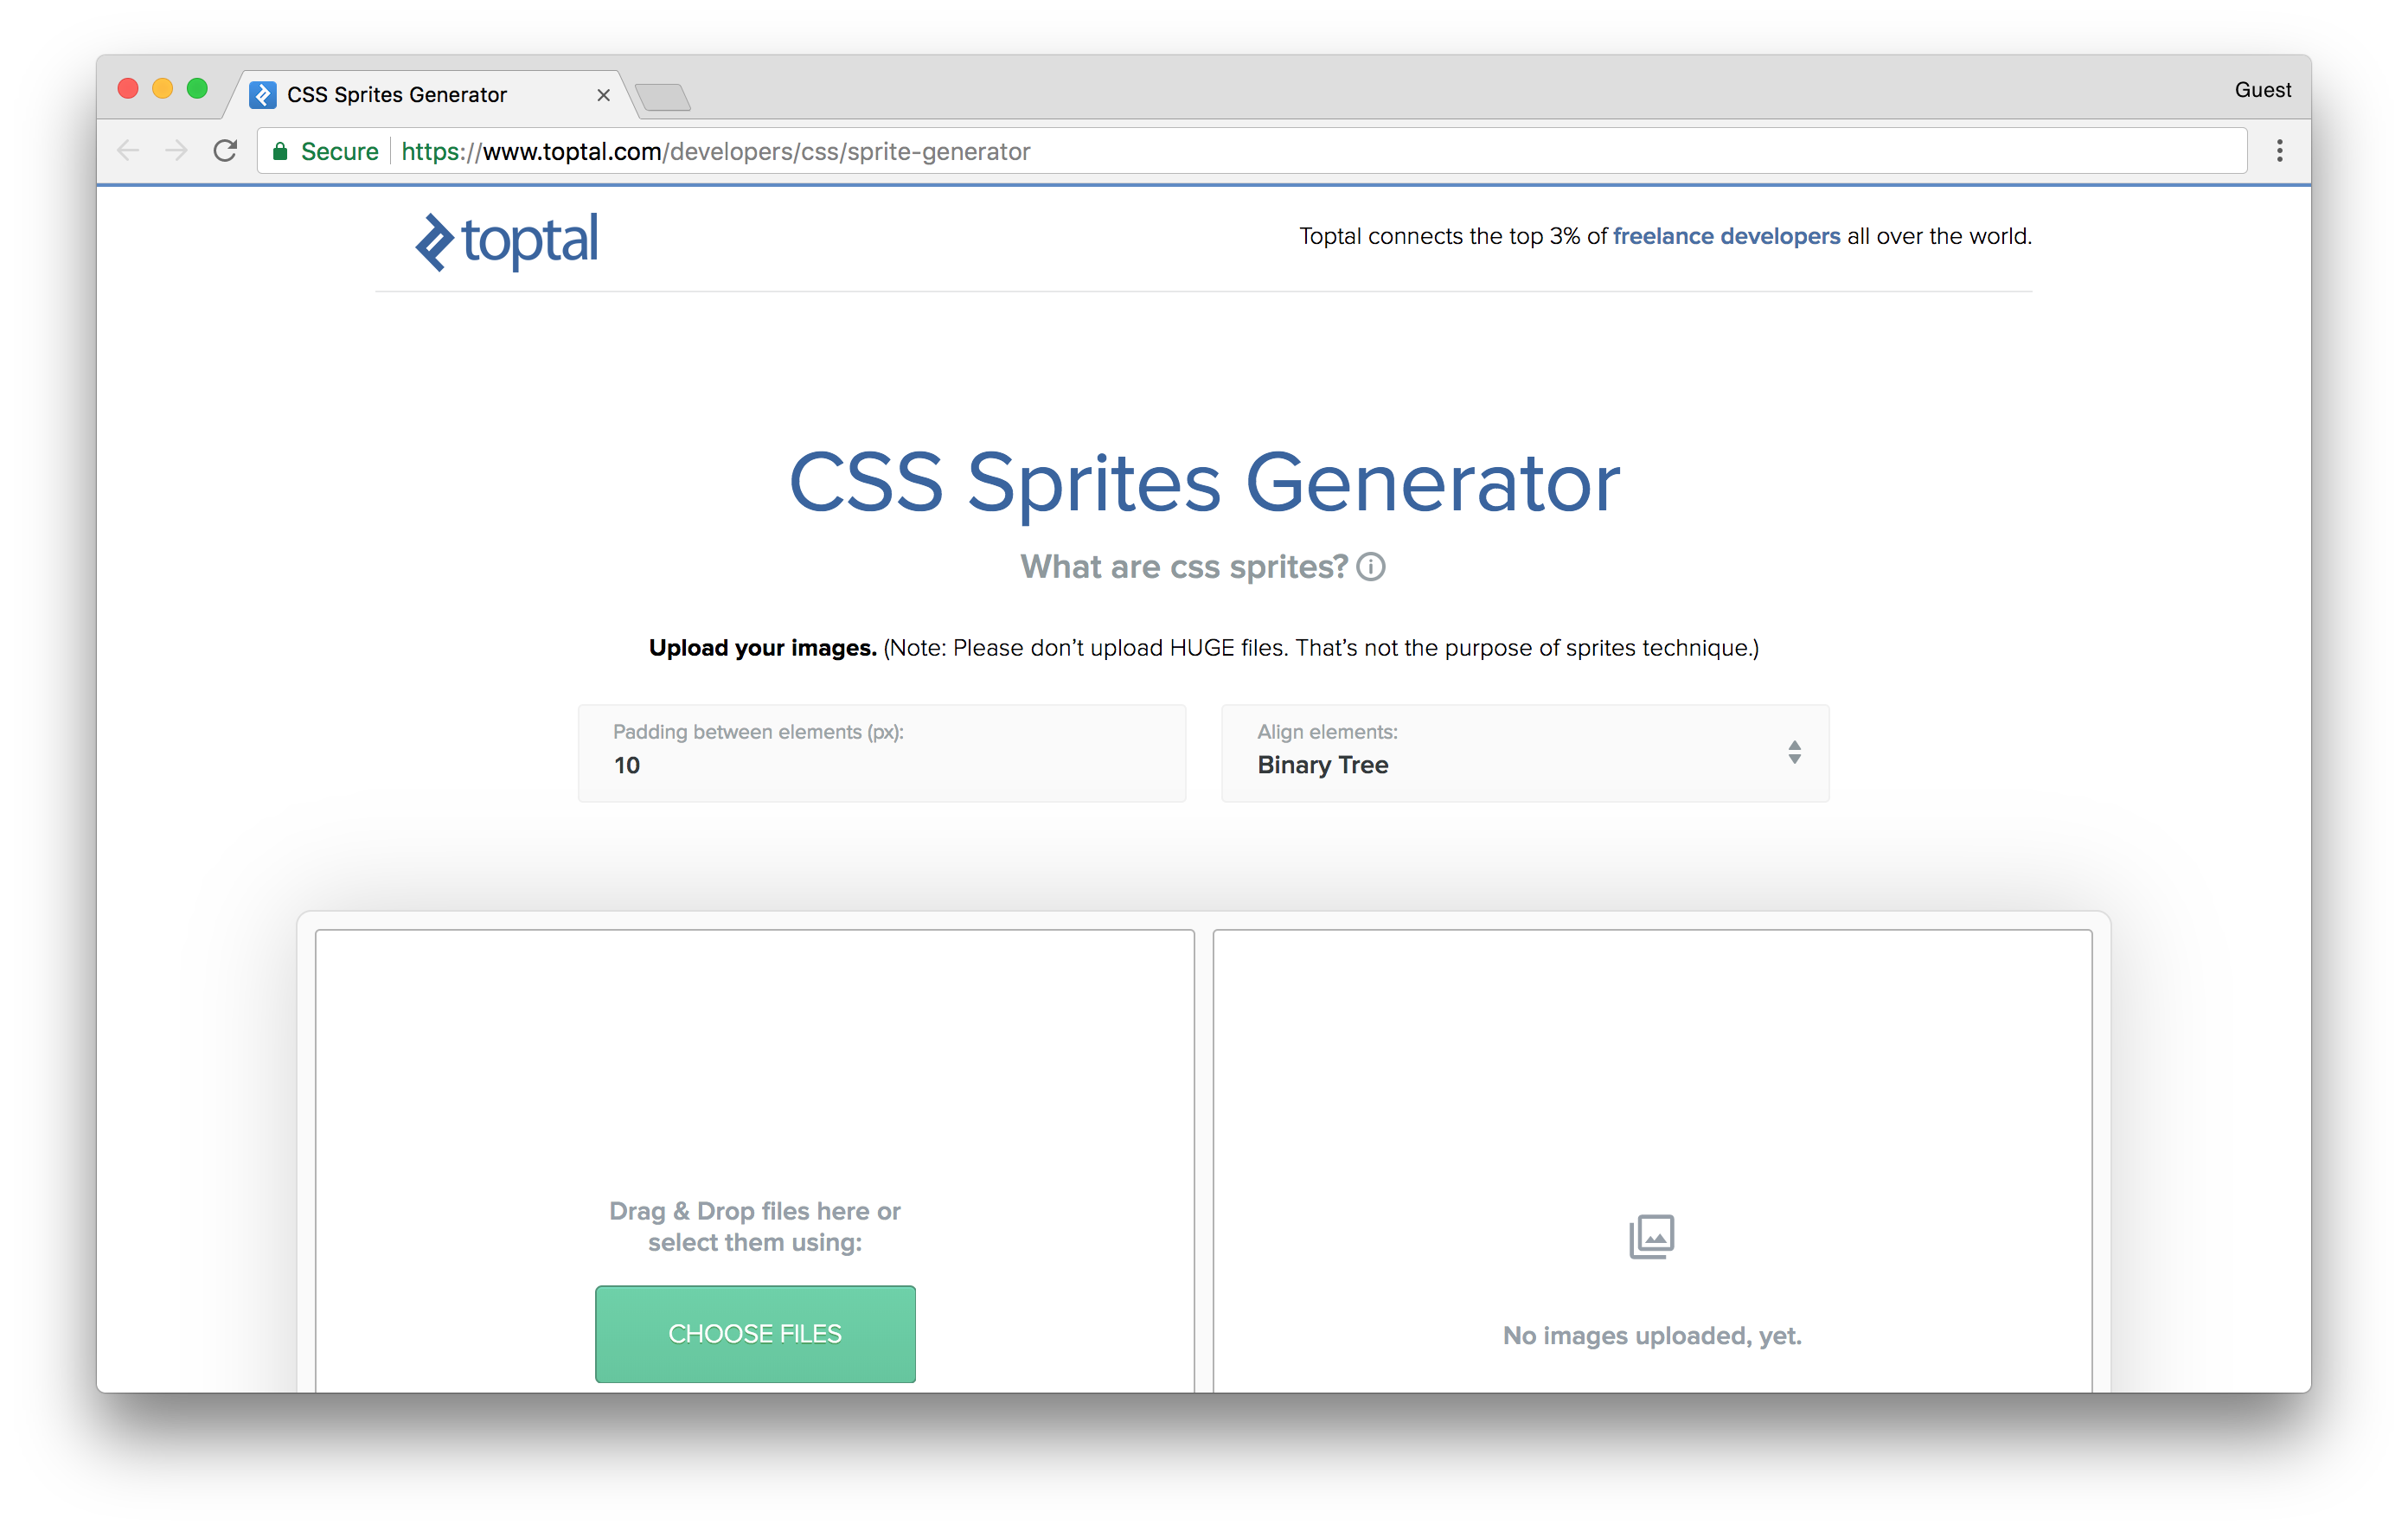 CSS Sprites Generator
Guest
Secure https://www.toptal.com/developers/css/sprite-generator
toptal
Toptal connects the top 3% of freelance developers all over the world.
CSS Sprites Generator
What are css sprites?
Upload your images. (Note: Please don’t upload HUGE files. That’s not the purpose of sprites technique.)
Padding between elements (px):
10
Align elements:
Binary Tree
Drag & Drop files here or
select them using:
CHOOSE FILES
No images uploaded, yet.